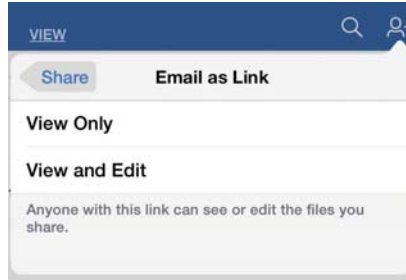 VIEW
Share
Email as Link
View Only
View and Edit
Anyone with this link can see or edit the files you
share.